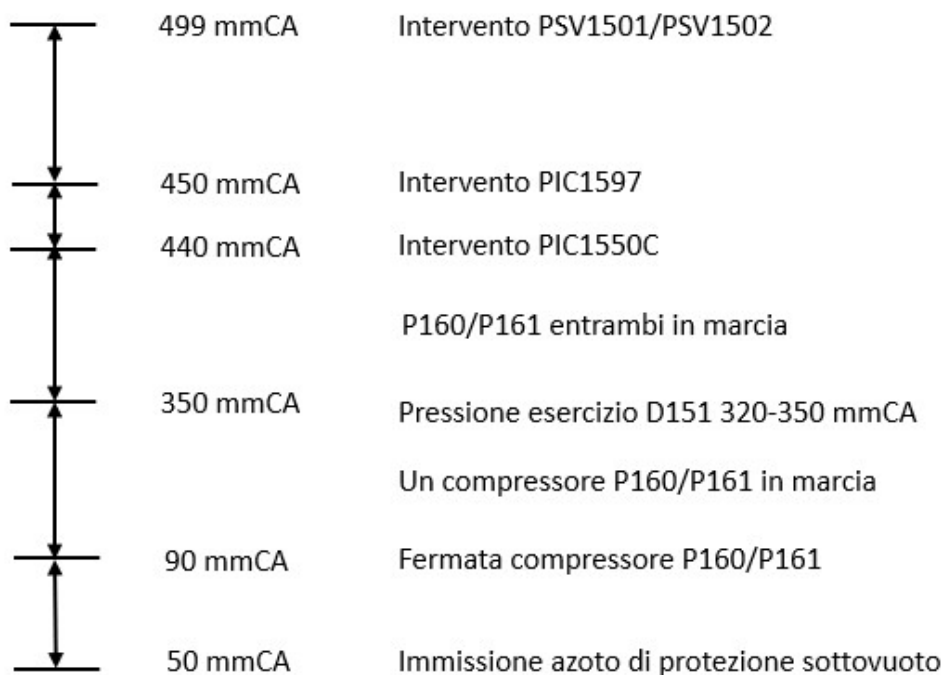 499 mmCA Intervento PSV1501/PSV1502
450 mmCA Intervento PIC1597
440 mmCA Intervento PIC1550C
P160/P161 entrambi in marcia
350 mmCA Pressione esercizio D151 320-350 mmCA
Un compressore P160/P161 in marcia
90 mmCA Fermata compressore P160/P161
50 mmCA Immissione azoto di protezione sottovuoto